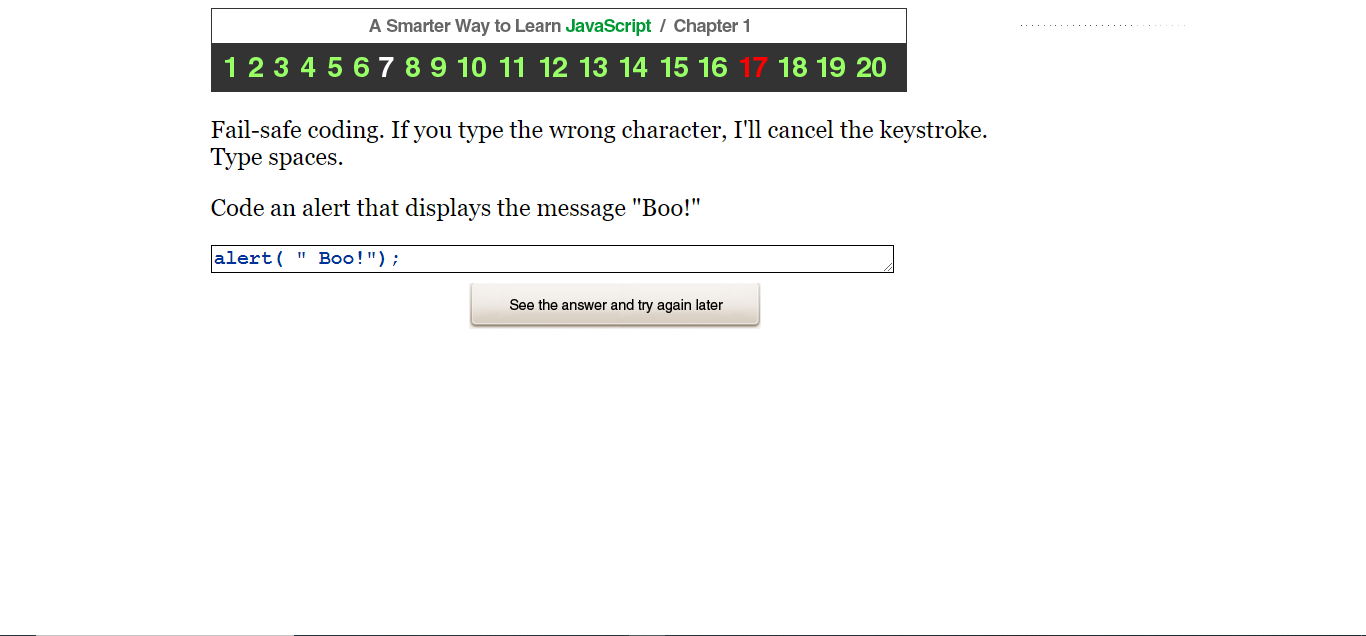 A Smarter Way to Learn JavaScript / Chapter 1
1 2 3 4 5 6 7 8 9 10 11 12 13 14 15 16 17 18 19 20
Fail-safe coding. If you type the wrong character, I'll cancel the keystroke.
Type spaces.
Code an alert that displays the message "Boo!"
alert( " Boo!");
See the answer and try again later